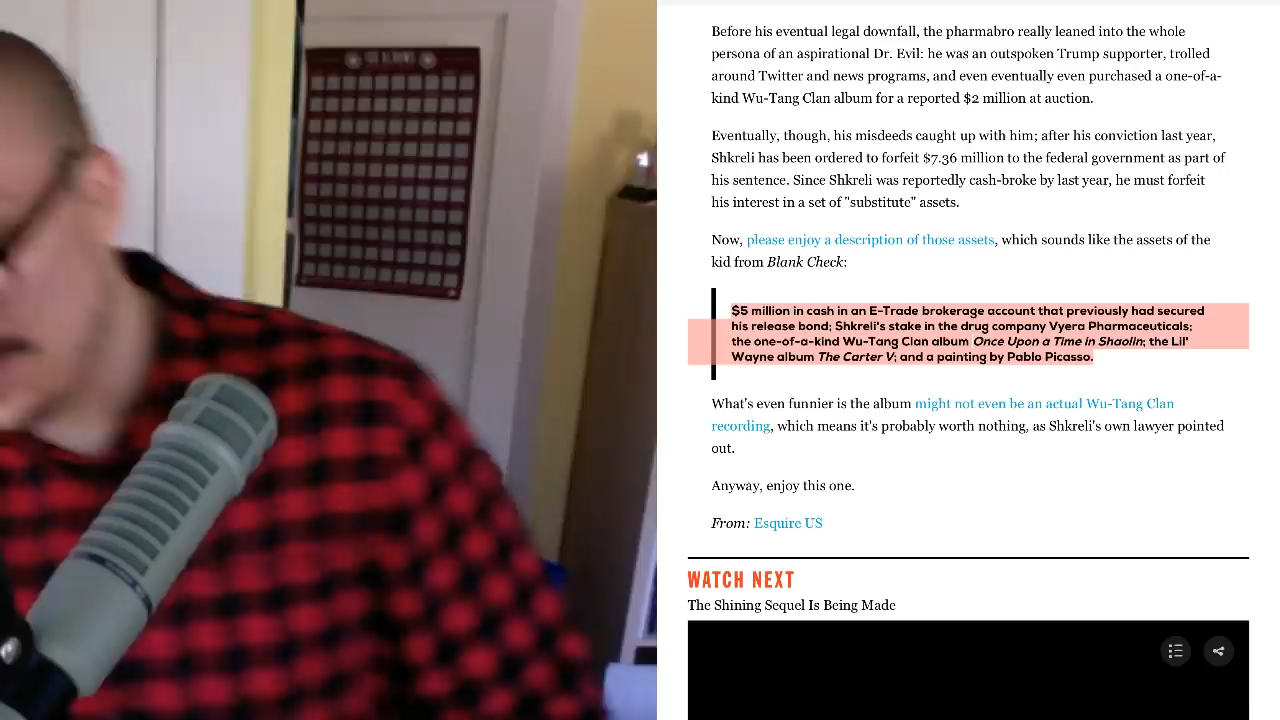 Before his eventual legal downfall, the pharmabro really leaned into the whole
persona of an aspirational Dr. Evil: he was an outspoken Trump supporter, trolled
around Twitter and news programs, and even eventually even purchased a one-of-a-
kind Wu-Tang Clan album for a reported $2 million at auction.
Eventually, though, his misdeeds caught up with him; after his conviction last year,
Shkreli has been ordered to forfeit $7.36 million to the federal government as part of
his sentence. Since Shkreli was reportedly cash-broke by last year, he must forfeit
his interest in a set of "substitute" assets.
Now, please enjoy a description of those assets, which sounds like the assets of the
kid from Blank Check:
$5 million in cash in an E-Trade brokerage account that previously had secured
his release bond; Shkreli's stake in the drug company Vyera Pharmaceuticals;
the one-of-a-kind Wu-Tang Clan album Once Upon a Time in Shaolin; the Lil'
Wayne album The Carter V; and a painting by Pablo Picasso.
What's even funnier is the album might not even be an actual Wu-Tang Clan
recording, which means it's probably worth nothing, as Shkreli's own lawyer pointed
out.
Anyway, enjoy this one.
From: Esquire US
WATCH NEXT
The Shining Sequel Is Being Made